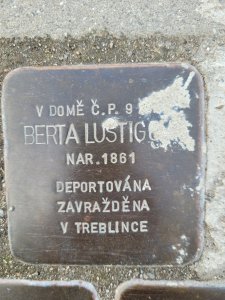 V DOMĚ Č.P. 9
BERTA LUSTIG
NAR. 1861
DEPORTOVÁNA
ZAVRAŽDĚNA
V TREBLINCE